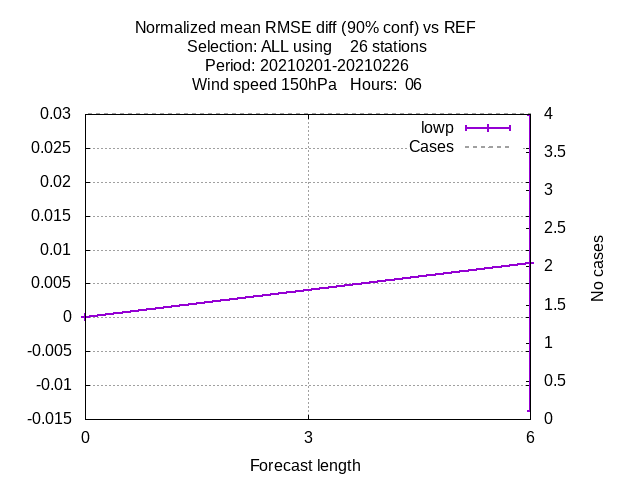 Normalized mean RMSE diff (90% conf) vs REF
Selection: ALL using    26 stations
Period: 20210201-20210226
Wind speed 150hPa   Hours:  06
0.03
0.025
0.02
0.015
0.01
0.005
0
-0.005
-0.01
-0.015
lowp
Cases
4
3.5
3
2.5
2
1.5
1
0.5
0
No cases
0
3
6
Forecast length